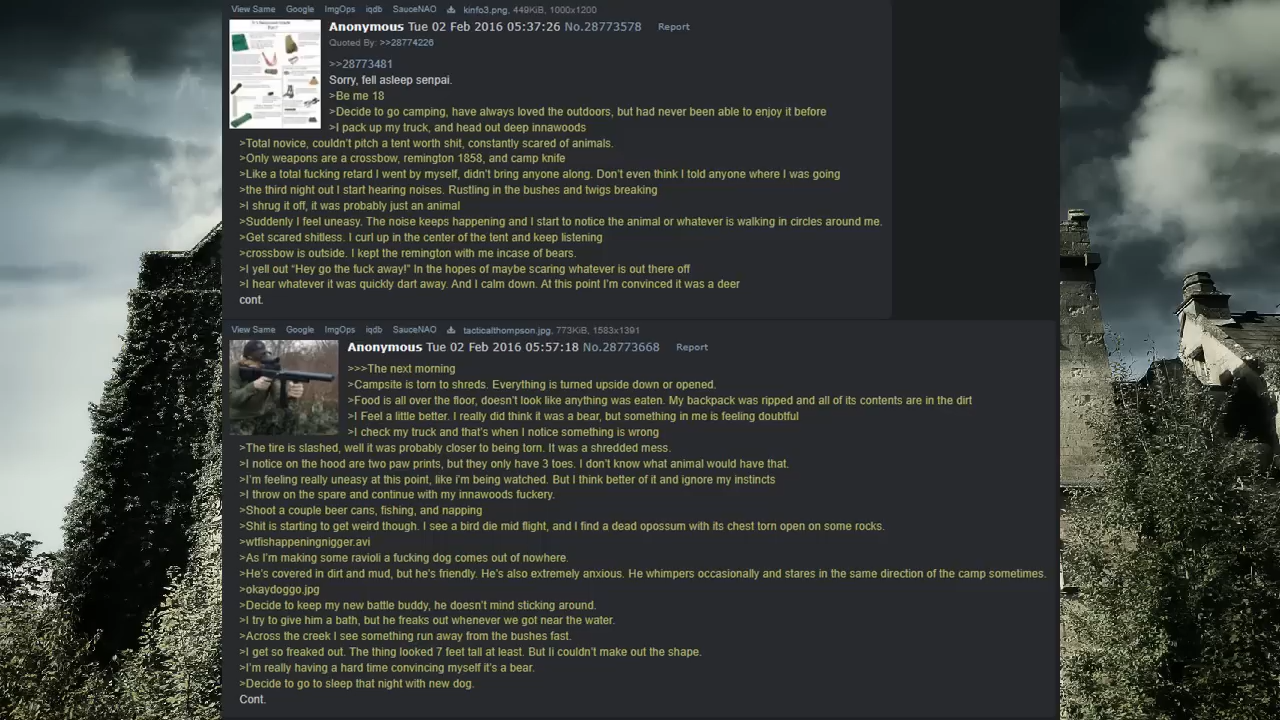 View Same Google ImgOps iqdb SauceNAO kinfo3.png, 449KiB, 1000x1200
Anonymous Tue 02 Feb 2016 05:37:26 No.28773578 Report
Quoted By: >>28774226
>>28773481
Sorry, fell asleep senpai.
>Be me 18
>Decide to go camping, have always loved the outdoors, but had never been able to enjoy it before
>I pack up my truck, and head out deep innawoods
>Total novice, couldn't pitch a tent worth shit, constantly scared of animals.
>Only weapons are a crossbow, remington 1858, and camp knife
>Like a total fucking retard I went by myself, didn't bring anyone along. Don't even think I told anyone where I was going
>the third night out I start hearing noises. Rustling in the bushes and twigs breaking
>I shrug it off, it was probably just an animal
>Suddenly I feel uneasy. The noise keeps happening and I start to notice the animal or whatever is walking in circles around me.
>Get scared shitless. I curl up in the center of the tent and keep listening
>crossbow is outside. I kept the remington with me incase of bears.
>I yell out "Hey go the fuck away!" In the hopes of maybe scaring whatever is out there off
>I hear whatever it was quickly dart away. And I calm down. At this point I'm convinced it was a deer
cont.
View Same Google ImgOps iqdb SauceNAO tacticalthompson.jpg, 773KiB, 1583x1391
Anonymous Tue 02 Feb 2016 05:57:18 No.28773668 Report
>>>The next morning
>Campsite is torn to shreds. Everything is turned upside down or opened.
>Food is all over the floor, doesn't look like anything was eaten. My backpack was ripped and all of its contents are in the dirt
>I Feel a little better. I really did think it was a bear, but something in me is feeling doubtful
>I check my truck and that's when I notice something is wrong
>The tire is slashed, well it was probably closer to being torn. It was a shredded mess.
>I notice on the hood are two paw prints, but they only have 3 toes. I don't know what animal would have that.
>I'm feeling really uneasy at this point, like i'm being watched. But I think better of it and ignore my instincts
>I throw on the spare and continue with my innawoods fuckery.
>Shoot a couple beer cans, fishing, and napping
>Shit is starting to get weird though. I see a bird die mid flight, and I find a dead opossum with its chest torn open on some rocks.
>wtfishappeningnigger.avi
>As I'm making some ravioli a fucking dog comes out of nowhere.
>He's covered in dirt and mud, but he's friendly. He's also extremely anxious. He whimpers occasionally and stares in the same direction of the camp sometimes.
>okaydoggo.jpg
>Decide to keep my new battle buddy, he doesn't mind sticking around.
>I try to give him a bath, but he freaks out whenever we got near the water.
>Across the creek I see something run away from the bushes fast.
>I get so freaked out. The thing looked 7 feet tall at least. But Ii couldn't make out the shape.
>I'm really having a hard time convincing myself it's a bear.
>Decide to go to sleep that night with new dog.
Cont.